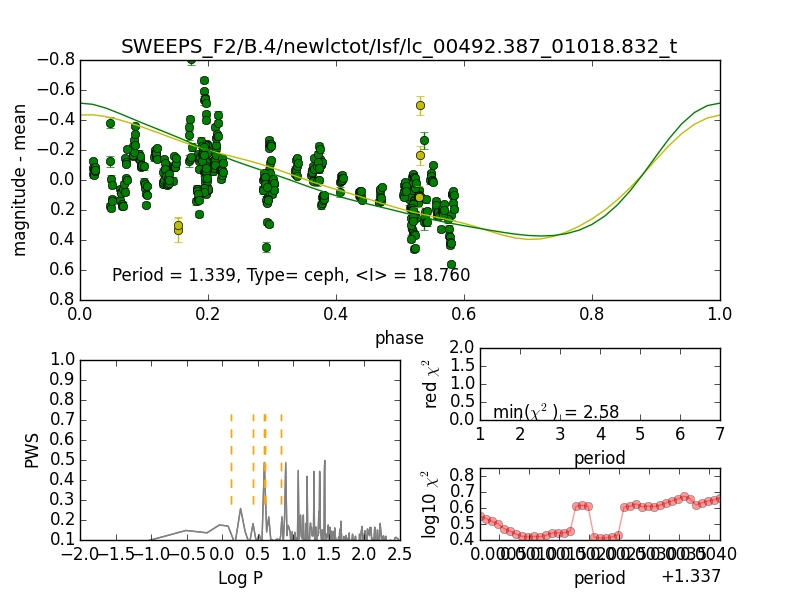 SWEEPS_F2/B.4/newlctot/Isf/lc_00492.387_01018.832_t
magnitude - mean
−0.8
−0.6
−0.4
−0.2
0.0
0.2
0.4
0.6
0.8
Period = 1.339, Type= ceph, <I> = 18.760
0.0 0.2 0.4 0.6 0.8 1.0
phase
PWS
1.0
0.9
0.8
0.7
0.6
0.5
0.4
0.3
0.2
0.1
−2.0 −1.5 −1.0 −0.5 0.0 0.5 1.0 1.5 2.0 2.5
Log P
red χ²
2.0
1.5
1.0
0.5
0.0
min(χ² ) = 2.58
1 2 3 4 5 6 7
period
log10 χ²
0.8
0.7
0.6
0.5
0.4
period
+1.337